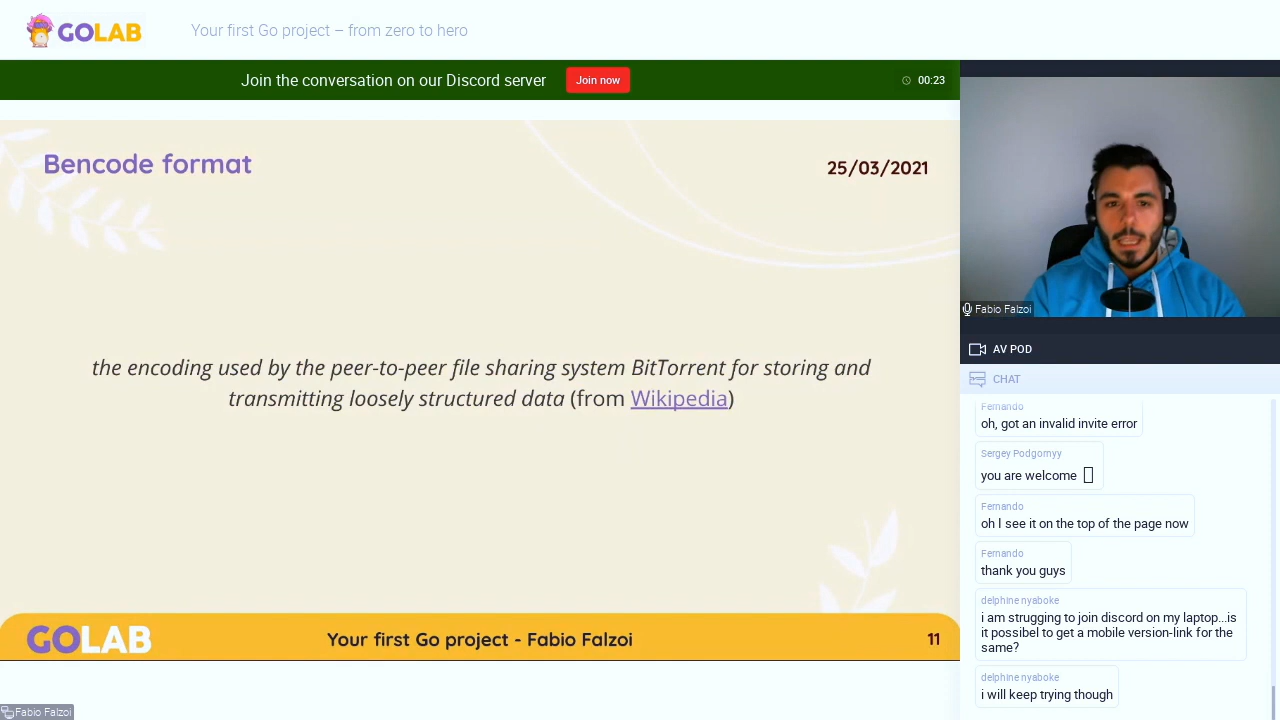 GOLAB
Your first Go project – from zero to hero
Join the conversation on our Discord server
Join now
00:23
Bencode format
25/03/2021
the encoding used by the peer-to-peer file sharing system BitTorrent for storing and
transmitting loosely structured data (from Wikipedia)
GOLAB
Your first Go project - Fabio Falzoi
11
Fabio Falzoi
Fabio Falzoi
AV POD
CHAT
Fernando
oh, got an invalid invite error
Sergey Podgornyy
you are welcome
Fernando
oh I see it on the top of the page now
Fernando
thank you guys
delphine nyaboke
i am strugging to join discord on my laptop...is
it possibel to get a mobile version-link for the
same?
delphine nyaboke
i will keep trying though